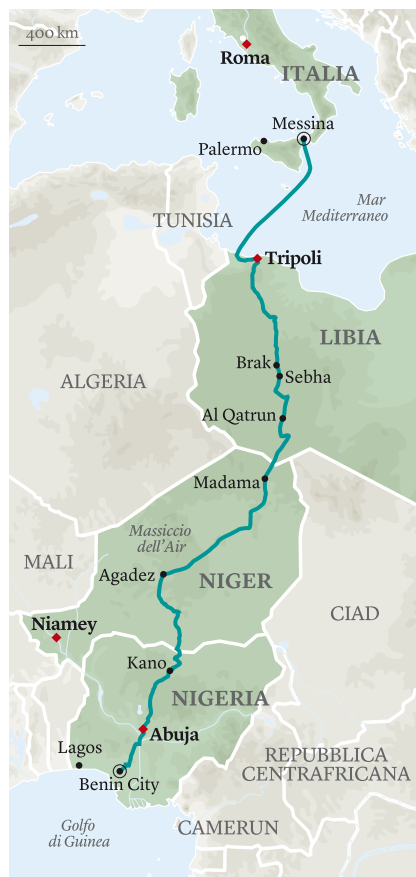 400 km
Roma
ITALIA
Messina
Palermo
Mar
Mediterraneo
TUNISIA
Tripoli
LIBIA
Brak
Sebha
ALGERIA
Al Qatrun
Madama
Massiccio
dell'Air
MALI
Agadez
NIGER
CIAD
Niamey
Kano
NIGERIA
Abuja
Lagos
REPUBBLICA
CENTRAFRICANA
Benin City
Golfo
di Guinea
CAMERUN